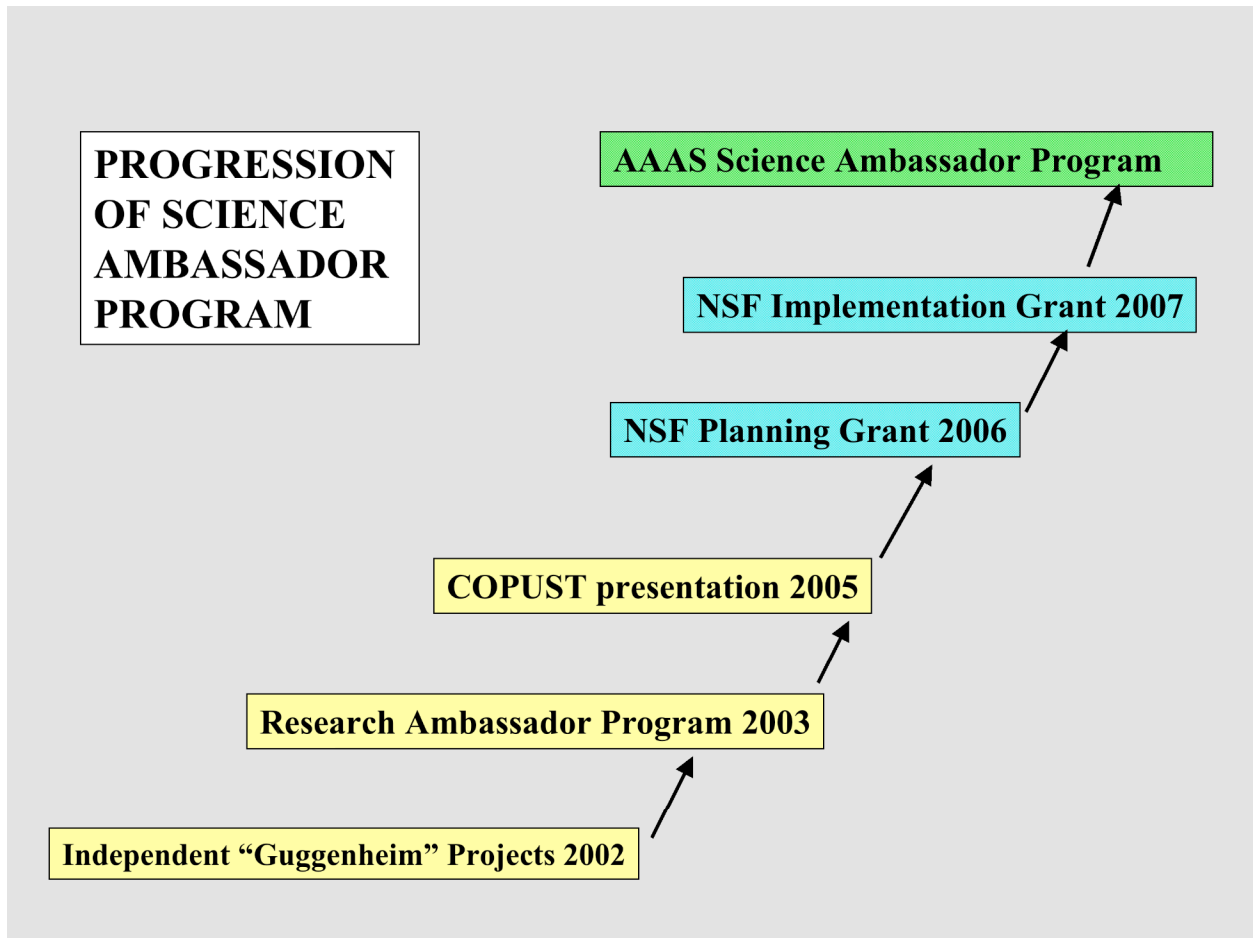 PROGRESSION
OF SCIENCE
AMBASSADOR
PROGRAM
AAAS Science Ambassador Program
NSF Implementation Grant 2007
NSF Planning Grant 2006
COPUST presentation 2005
Research Ambassador Program 2003
Independent “Guggenheim” Projects 2002